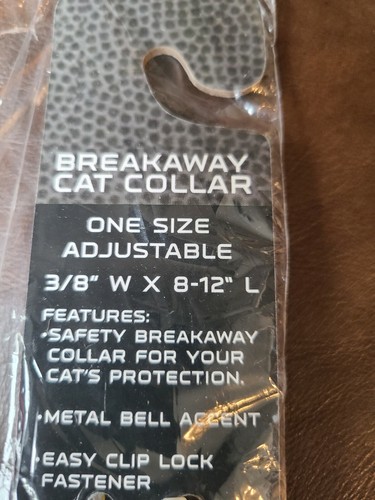 BREAKAWAY
CAT COLLAR
ONE SIZE
ADJUSTABLE
3/8" W X 8-12" L
FEATURES:
•SAFETY BREAKAWAY
COLLAR FOR YOUR
CAT'S PROTECTION.
•METAL BELL ACCENT
•EASY CLIP LOCK
FASTENER